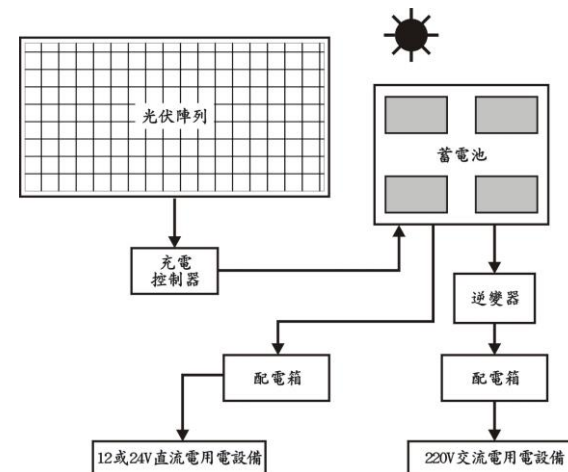 光伏陣列
蓄電池
充電
控制器
逆變器
配電箱
配電箱
12或24V直流電用電設備
220V交流電用電設備